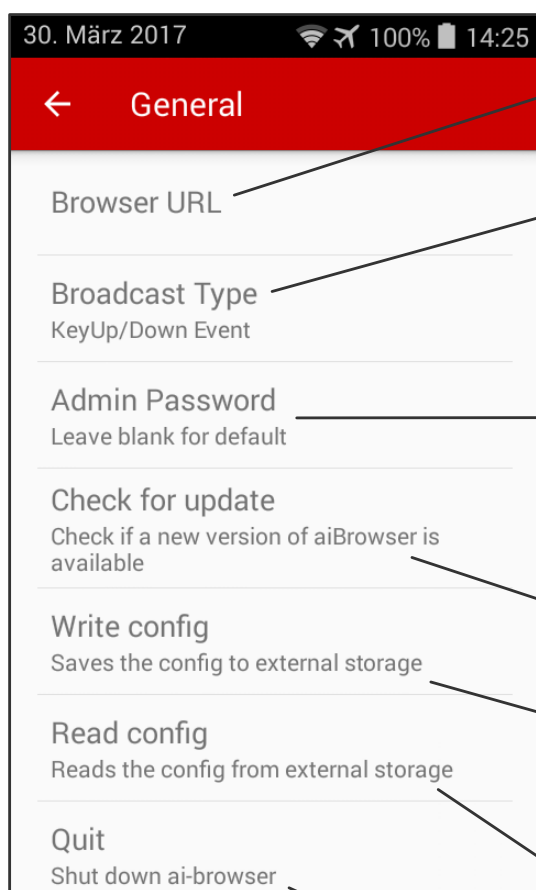 30. März 2017 100% 14:25
General
Browser URL
Broadcast Type
KeyUp/Down Event
Admin Password
Leave blank for default
Check for update
Check if a new version of aiBrowser is
available
Write config
Saves the config to external storage
Read config
Reads the config from external storage
Quit
Shut down ai-browser